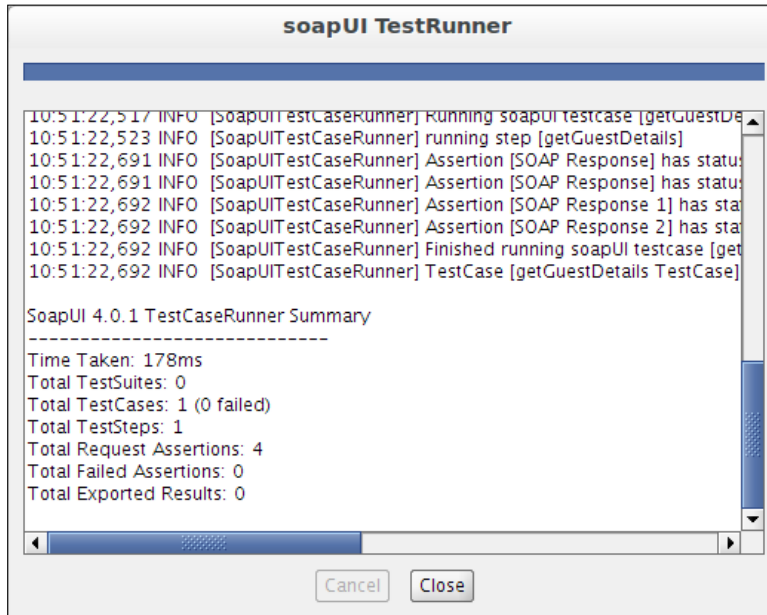 soapUI TestRunner
10:51:22,517 INFO  [SoapUITestCaseRunner] Running soapUI testcase [getGuestDe
10:51:22,523 INFO  [SoapUITestCaseRunner] running step [getGuestDetails]
10:51:22,691 INFO  [SoapUITestCaseRunner] Assertion [SOAP Response] has status
10:51:22,691 INFO  [SoapUITestCaseRunner] Assertion [SOAP Response] has status
10:51:22,692 INFO  [SoapUITestCaseRunner] Assertion [SOAP Response 1] has sta
10:51:22,692 INFO  [SoapUITestCaseRunner] Assertion [SOAP Response 2] has sta
10:51:22,692 INFO  [SoapUITestCaseRunner] Finished running soapUI testcase [get
10:51:22,692 INFO  [SoapUITestCaseRunner] TestCase [getGuestDetails TestCase]
SoapUI 4.0.1 TestCaseRunner Summary
-----------------------------
Time Taken: 178ms
Total TestSuites: 0
Total TestCases: 1 (0 failed)
Total TestSteps: 1
Total Request Assertions: 4
Total Failed Assertions: 0
Total Exported Results: 0
Cancel Close